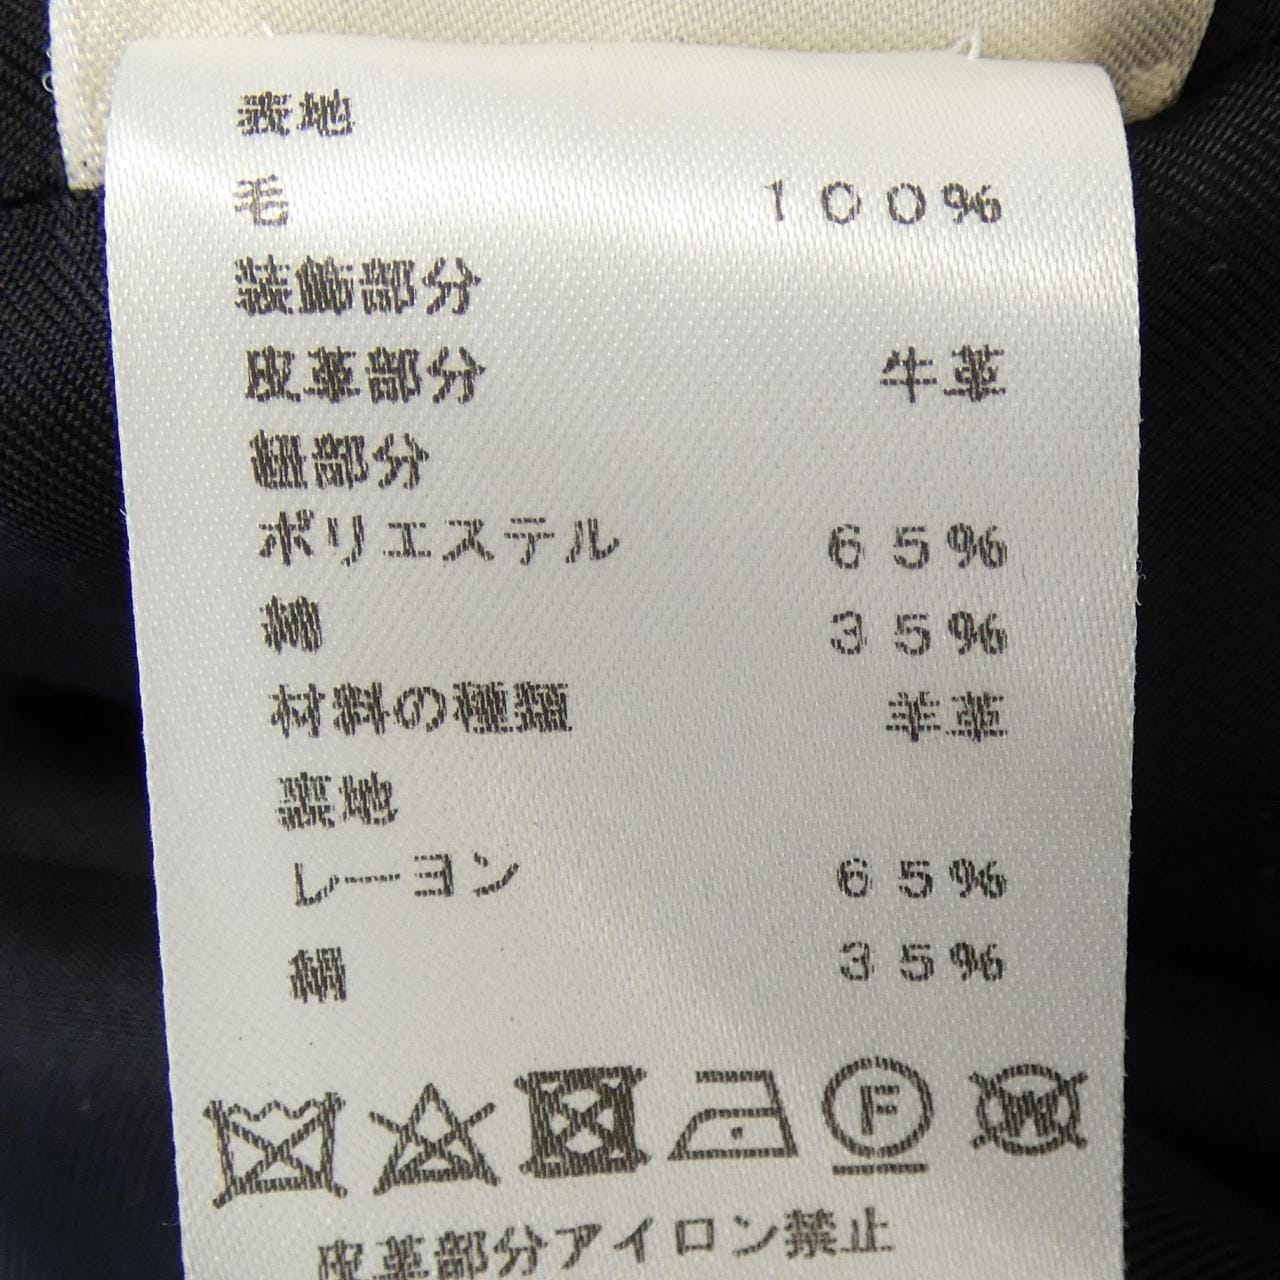 表地
毛 100%
装飾部分
皮革部分 牛革
紐部分
ポリエステル 65%
綿 35%
材料の種類 羊革
裏地
レーヨン 65%
絹 35%
F
W
皮革部分アイロン禁止